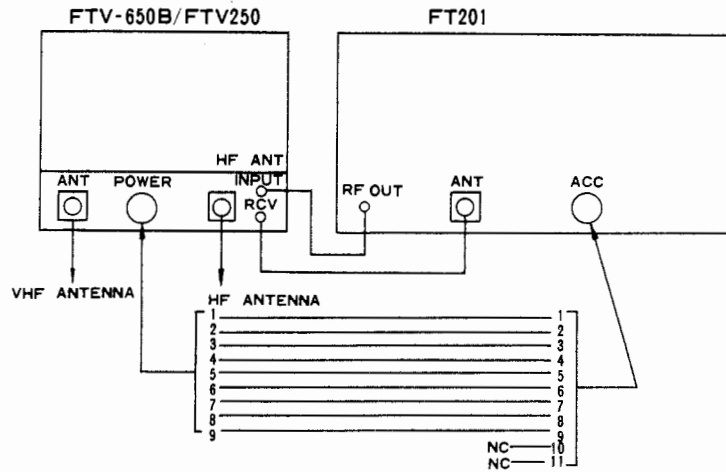 FTV-650B/FTV250
FT201
HF ANT
ANT POWER INPUT
RCV
RF OUT ANT ACC
VHF ANTENNA
HF ANTENNA
1 1
2 2
3 3
4 4
5 5
6 6
7 7
8 8
9 9
NC 10
NC 11